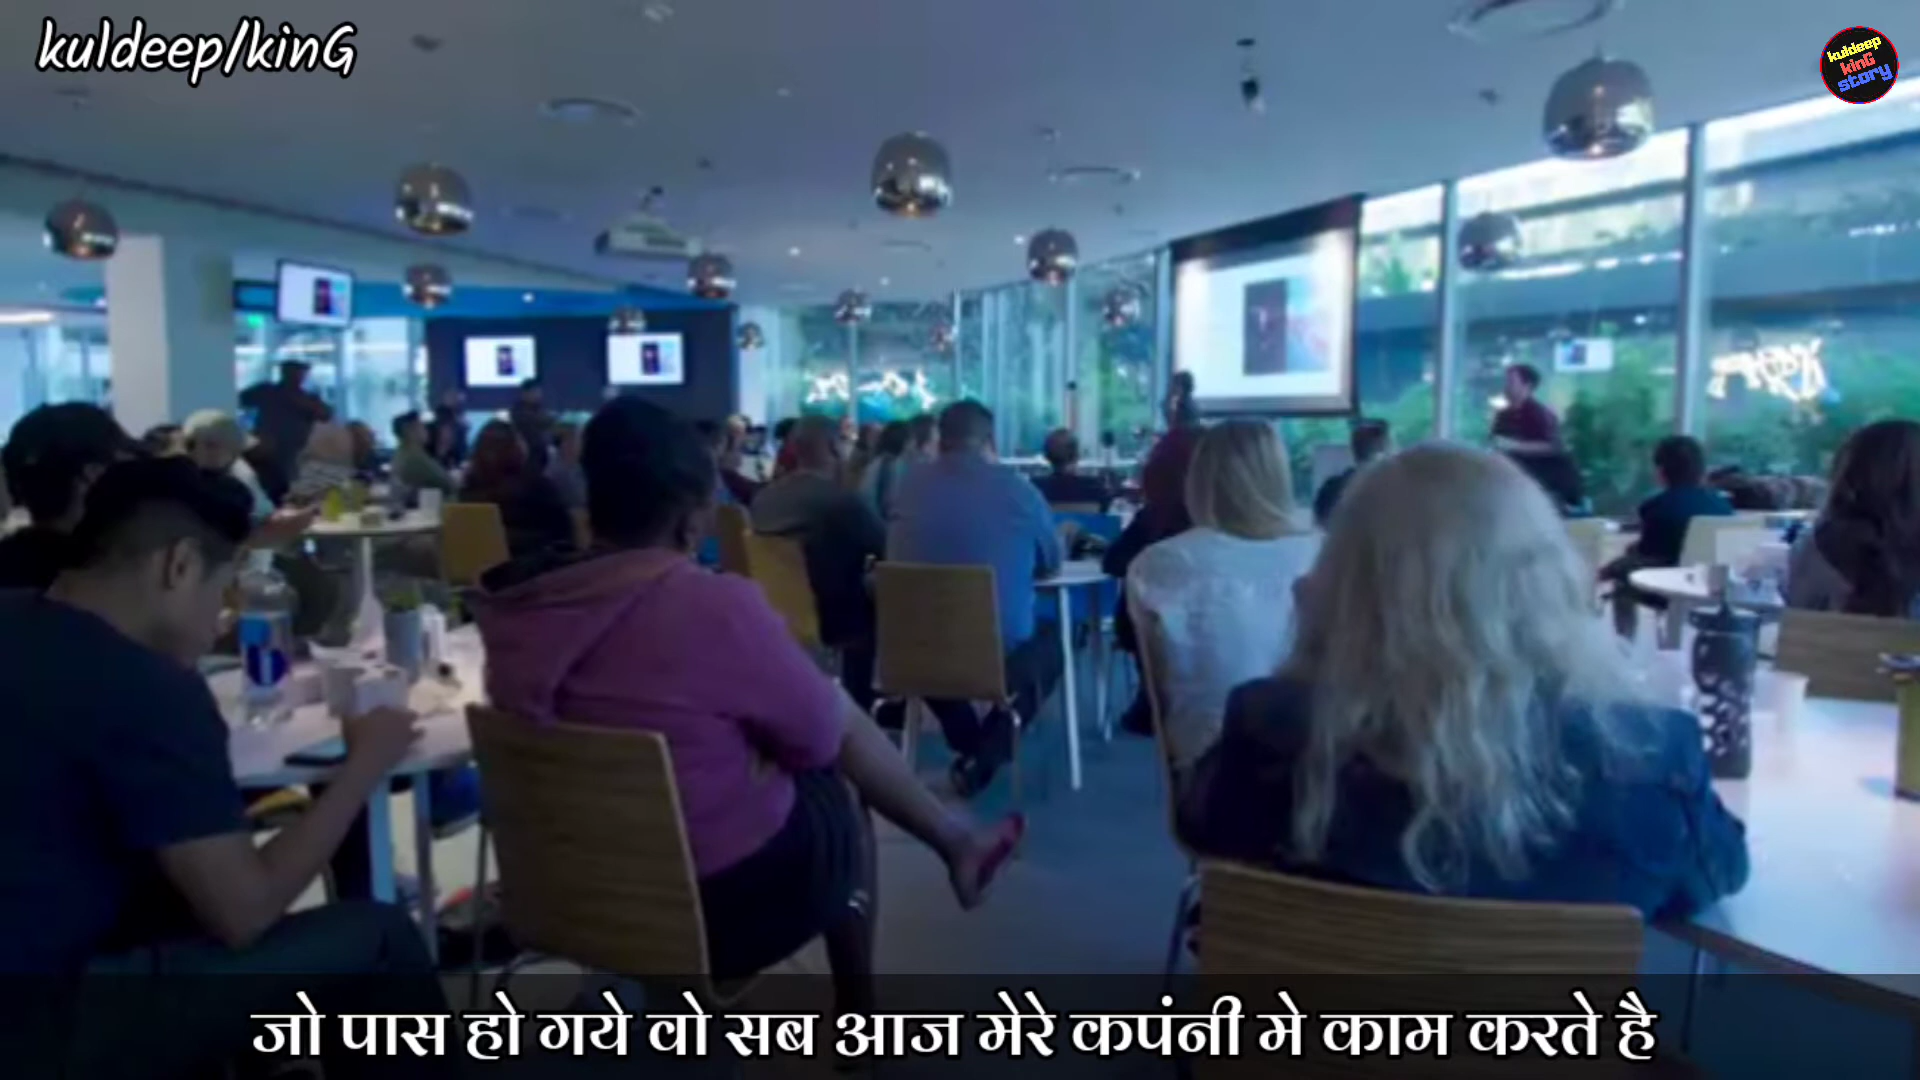 kuldeep/kinG
kuldeep
kinG
story
जो पास हो गये वो सब आज मेरे कपंनी मे काम करते है